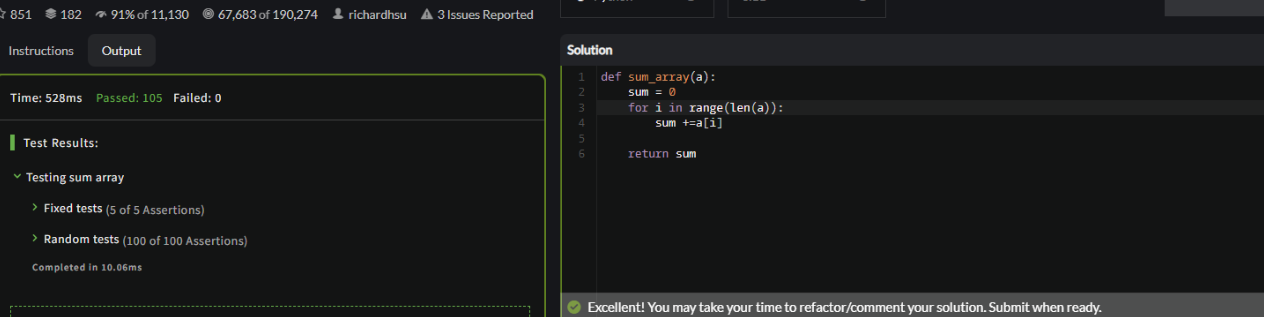 851 182 91% of 11,130 67,683 of 190,274 richardhsu 3 Issues Reported
Instructions Output
Time: 528ms Passed: 105 Failed: 0
Test Results:
Testing sum array
Fixed tests (5 of 5 Assertions)
Random tests (100 of 100 Assertions)
Completed in 10.06ms
Solution
1 def sum_array(a):
2     sum = 0
3     for i in range(len(a)):
4         sum +=a[i]
5
6     return sum
Excellent! You may take your time to refactor/comment your solution. Submit when ready.